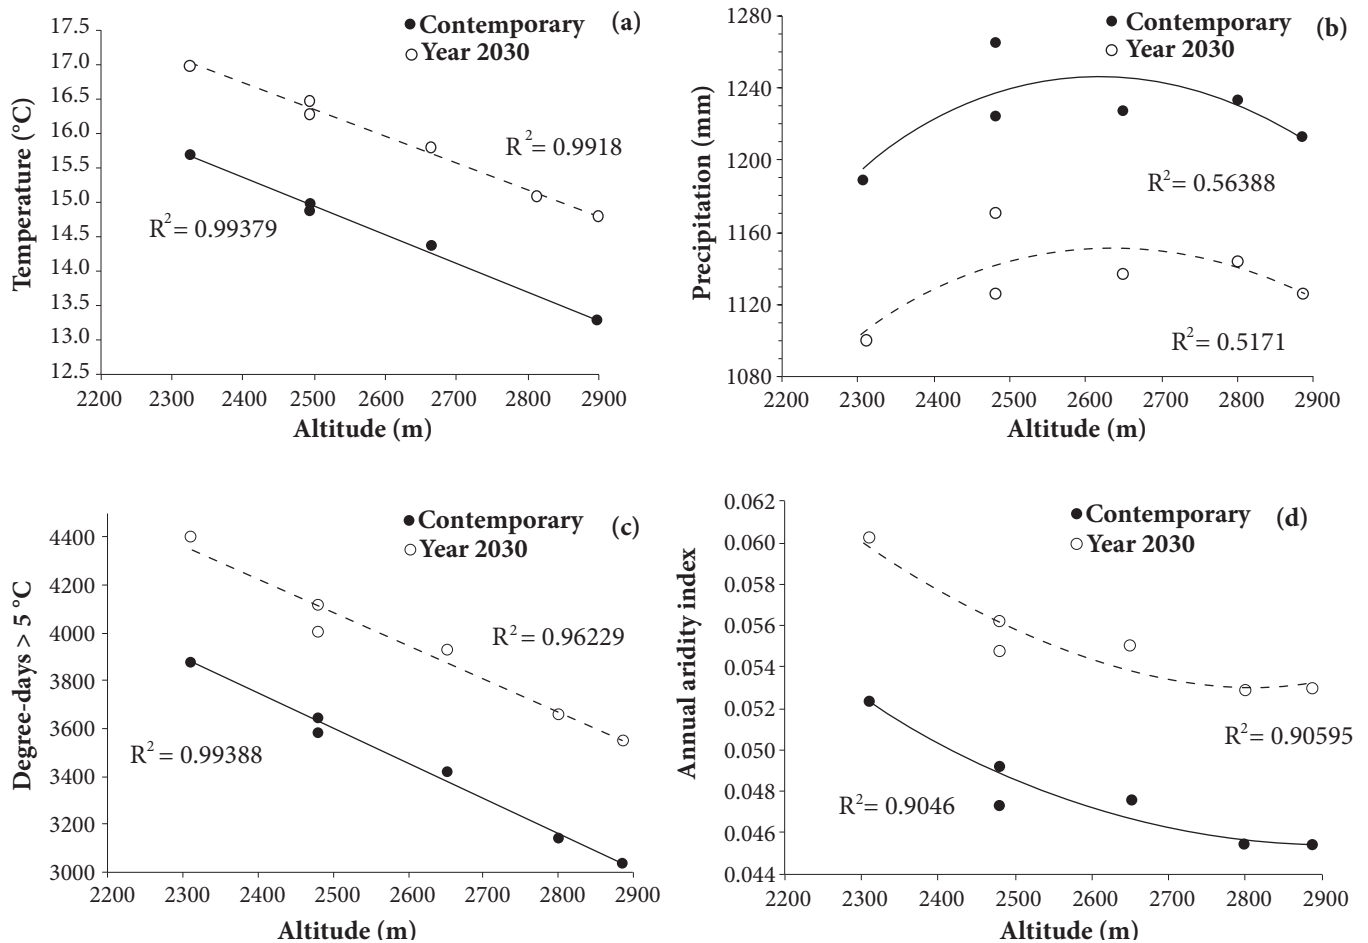 17.5
17.0
16.5
16.0
15.5
15.0
14.5
14.0
13.5
13.0
12.5
Temperature (°C)
Contemporary
Year 2030
(a)
R2 = 0.9918
R2 = 0.99379
2200 2300 2400 2500 2600 2700 2800 2900
Altitude (m)
1280
1240
1200
1160
1120
1080
Precipitation (mm)
Contemporary
Year 2030
(b)
R2 = 0.56388
R2 = 0.5171
2200 2300 2400 2500 2600 2700 2800 2900
Altitude (m)
4400
4200
4000
3800
3600
3400
3200
3000
Degree-days > 5 °C
Contemporary
Year 2030
(c)
R2 = 0.96229
R2 = 0.99388
2200 2300 2400 2600 2700 2800 2900
Altitude (m)
0.062
0.060
0.058
0.056
0.054
0.052
0.050
0.048
0.046
0.044
Annual aridity index
Contemporary
Year 2030
(d)
R2 = 0.90595
R2 = 0.9046
2200 2300 2400 2500 2600 2700 2800 2900
Altitude (m)